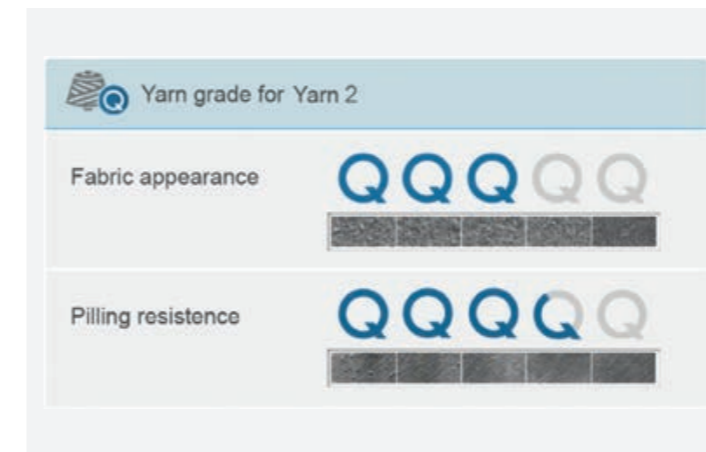 Yarn grade for Yarn 2
Fabric appearance
Q Q Q Q Q
Pilling resistence
Q Q Q Q Q